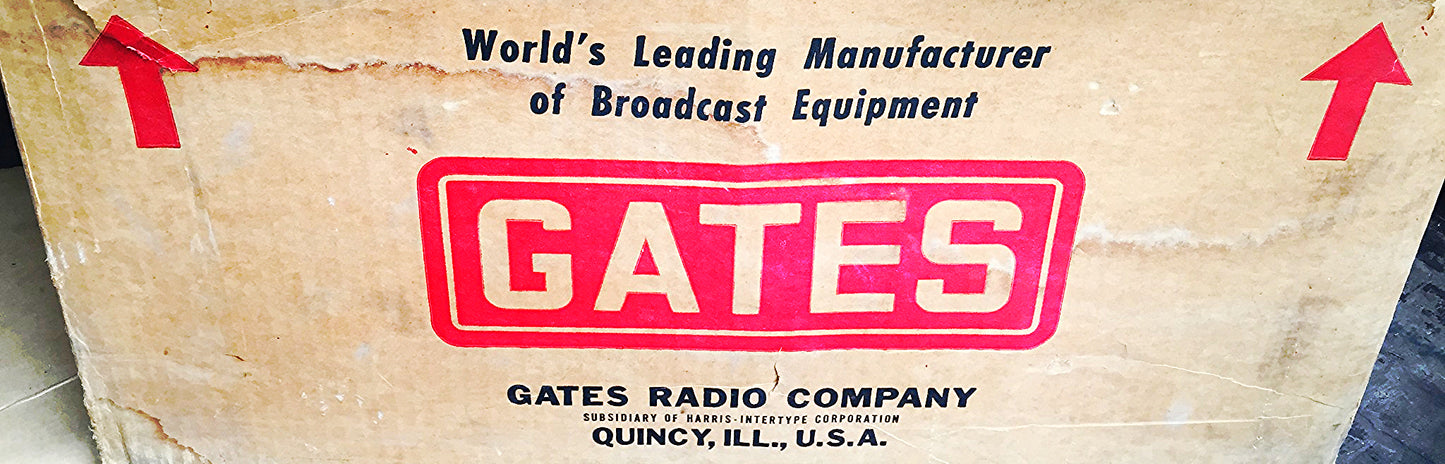 World's Leading Manufacturer
of Broadcast Equipment
GATES
GATES RADIO COMPANY
SUBSIDIARY OF HARRIS-INTERTYPE CORPORATION
QUINCY, ILL., U.S.A.